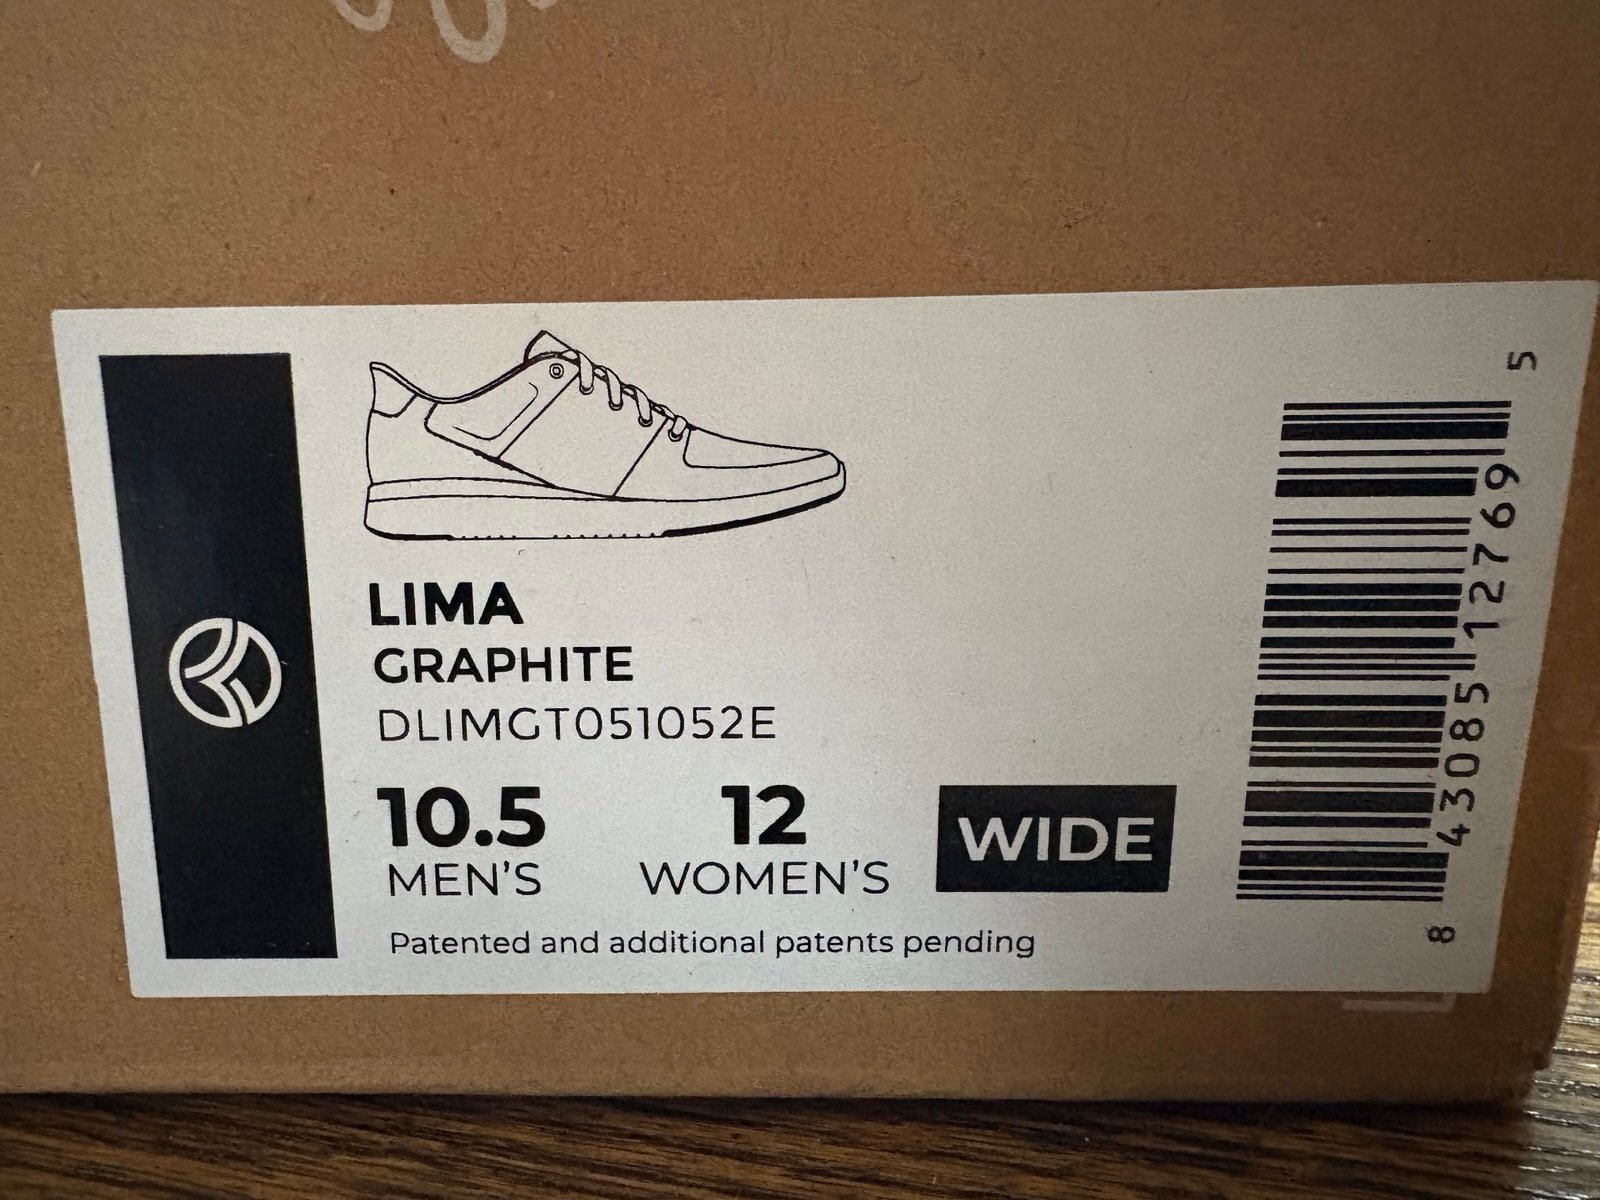 LIMA
GRAPHITE
DLIMGT051052E
10.5 12 WIDE
MEN'S WOMEN'S
Patented and additional patents pending
8 43085 12769 5